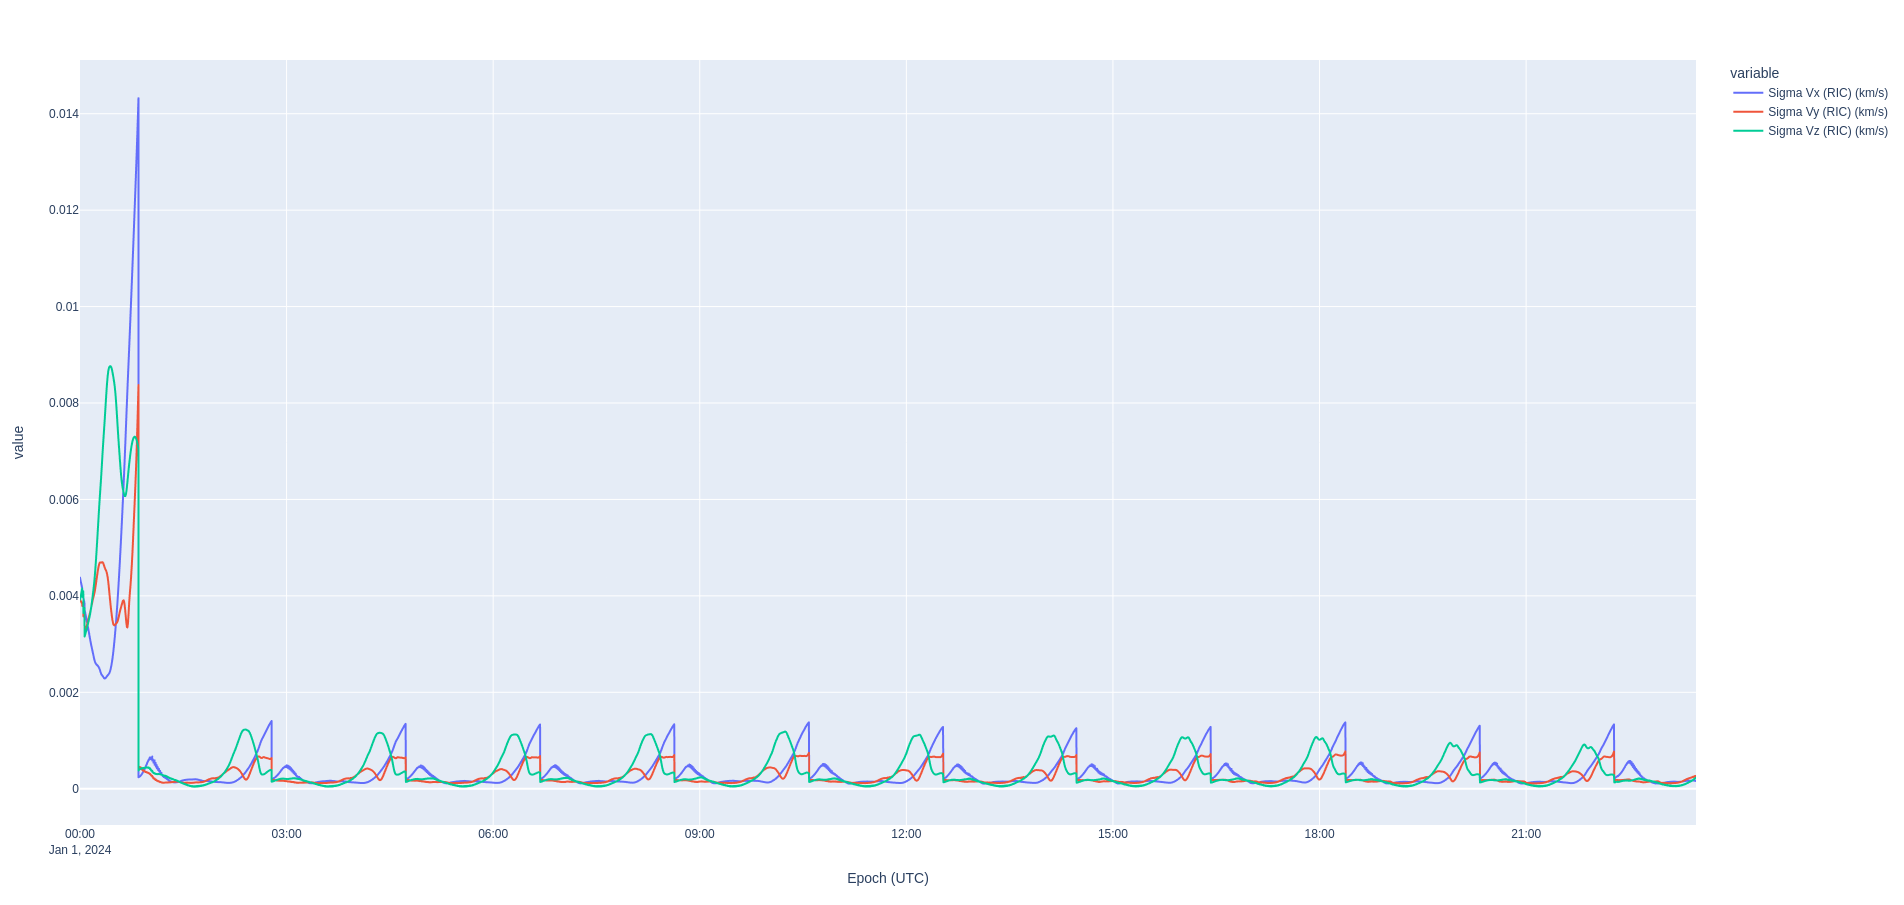 variable
Sigma Vx (RIC) (km/s)
Sigma Vy (RIC) (km/s)
Sigma Vz (RIC) (km/s)
0.014
0.012
0.01
0.008
0.006
0.004
0.002
0
value
00:00 03:00 06:00 09:00 12:00 15:00 18:00 21:00
Jan 1, 2024
Epoch (UTC)